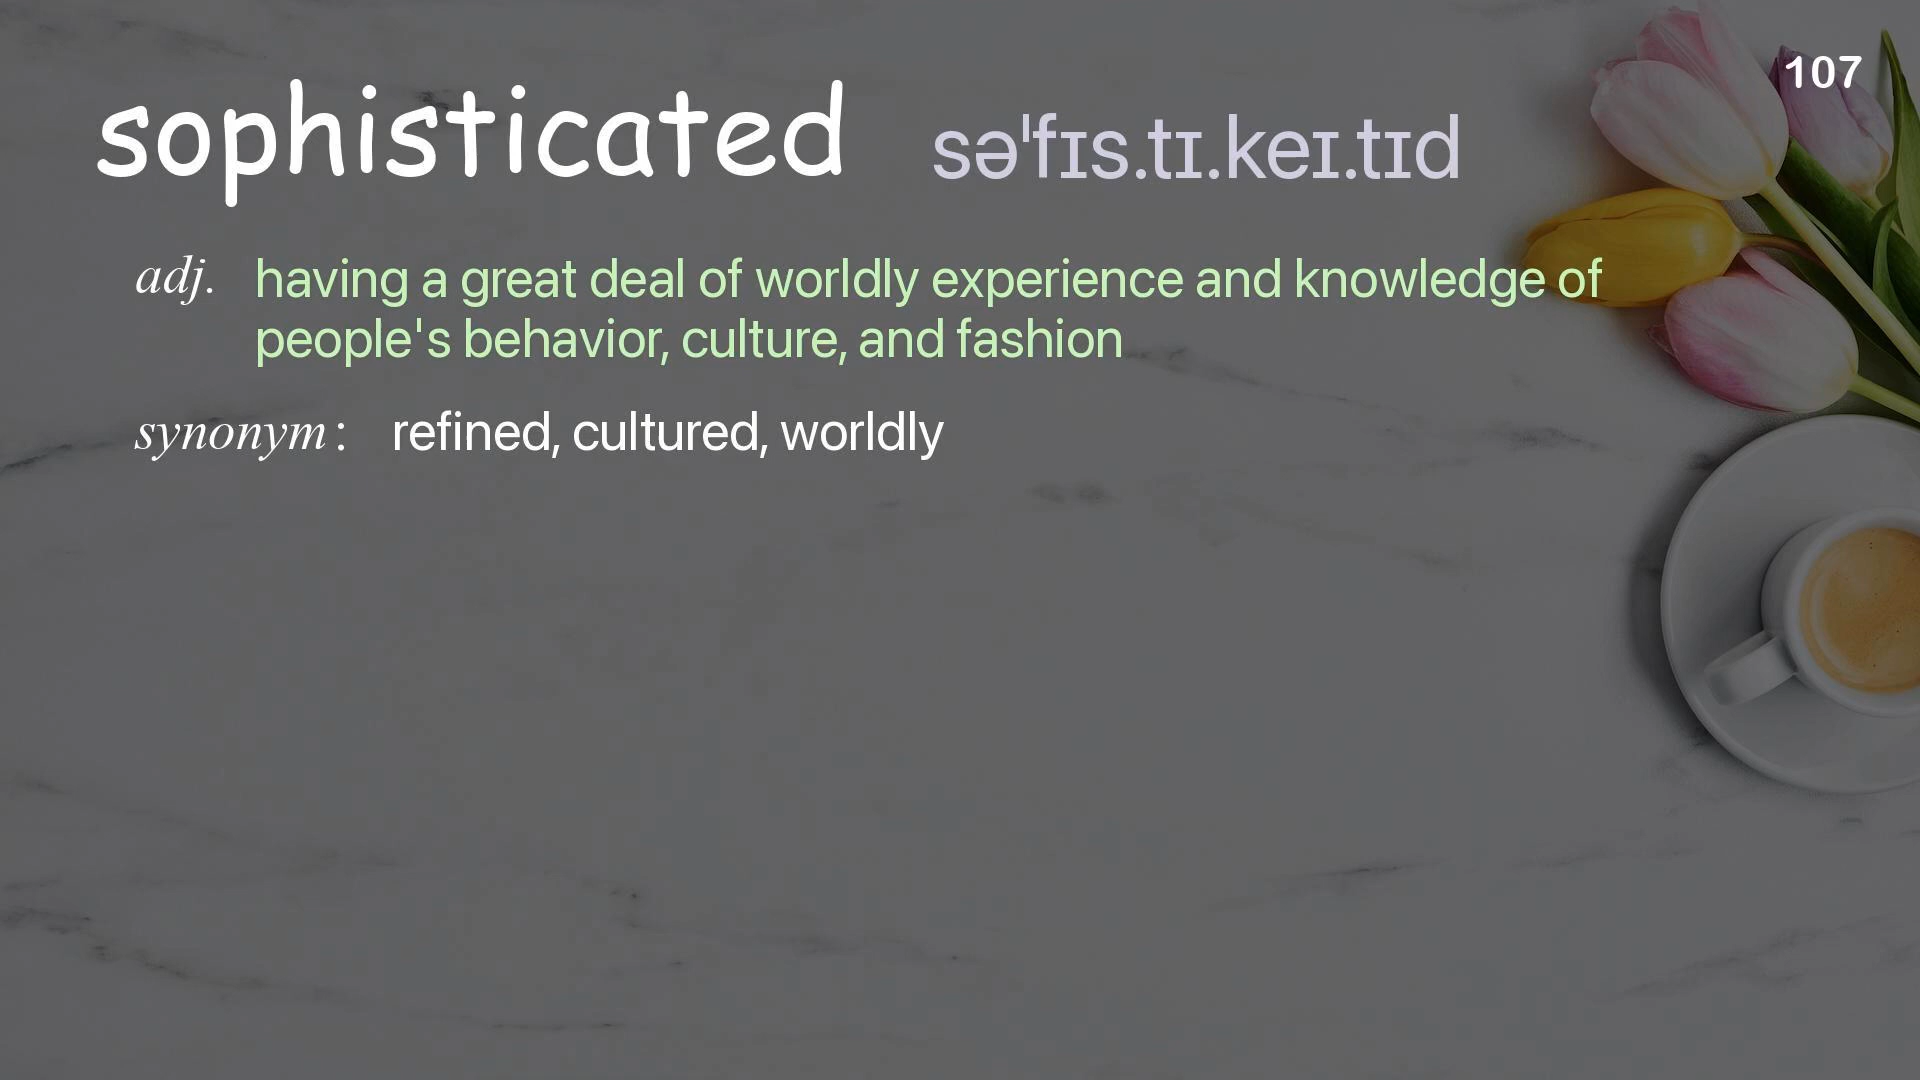 107
sophisticated səˈfɪs.tɪ.keɪ.tɪd
adj. having a great deal of worldly experience and knowledge of
people's behavior, culture, and fashion
synonym: refined, cultured, worldly